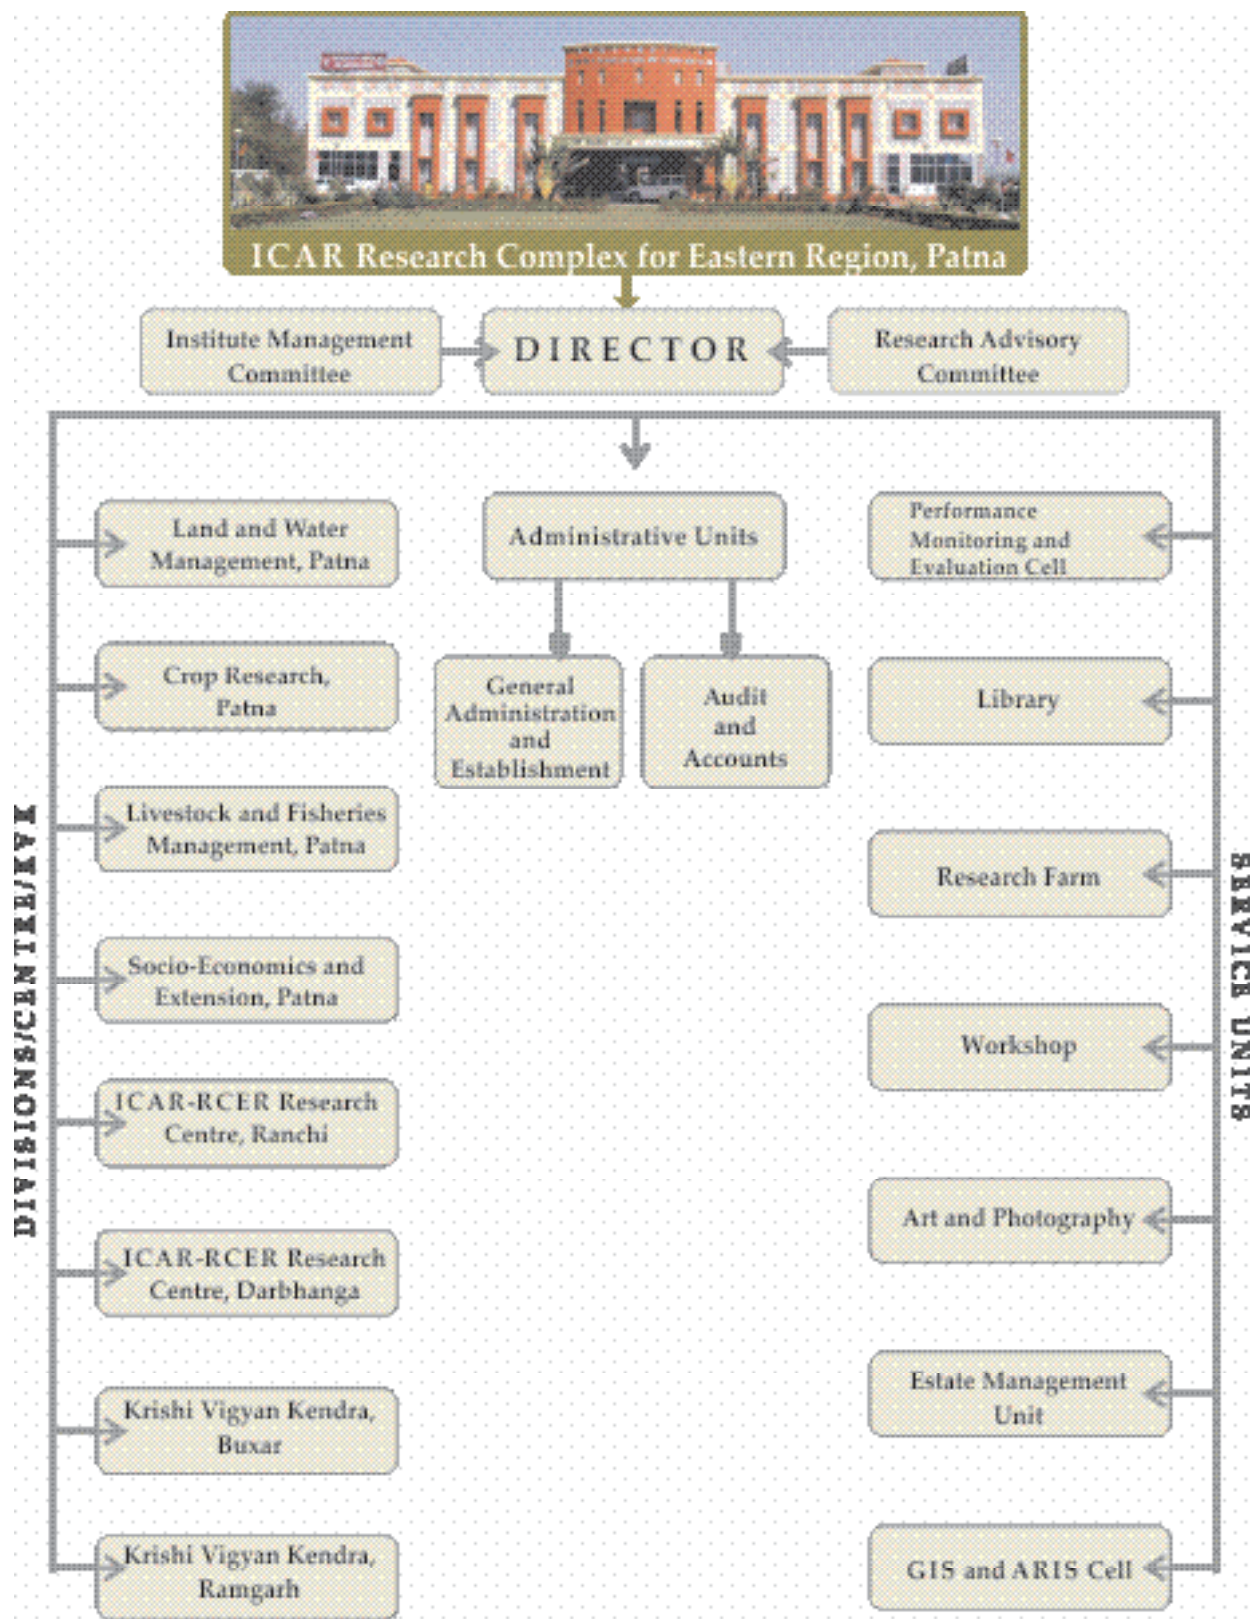 ICAR Research Complex for Eastern Region, Patna
Institute Management
Committee
DIRECTOR
Research Advisory
Committee
DIVISIONS/CENTRE/KVK
Land and Water
Management, Patna
Crop Research,
Patna
Livestock and Fisheries
Management, Patna
Socio-Economics and
Extension, Patna
ICAR-RCER Research
Centre, Ranchi
ICAR-RCER Research
Centre, Darbhanga
Krishi Vigyan Kendra,
Buxar
Krishi Vigyan Kendra,
Ramgarh
Administrative Units
General
Administration
and
Establishment
Audit
and
Accounts
Performance
Monitoring and
Evaluation Cell
Library
Research Farm
Workshop
Art and Photography
Estate Management
Unit
GIS and ARIS Cell
SERVICE UNITS